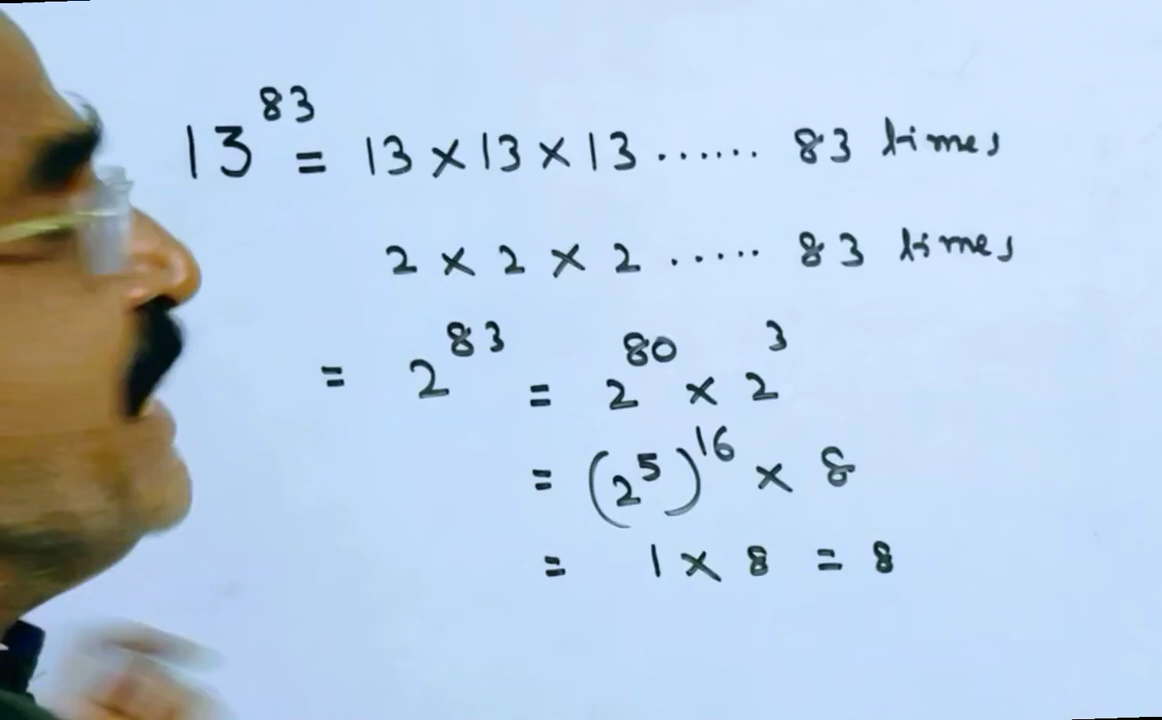 13^83 = 13 × 13 × 13 ...... 83 times
2 × 2 × 2 ..... 83 times
= 2^83 = 2^80 × 2^3
= (2^5)^16 × 8
= 1 × 8 = 8